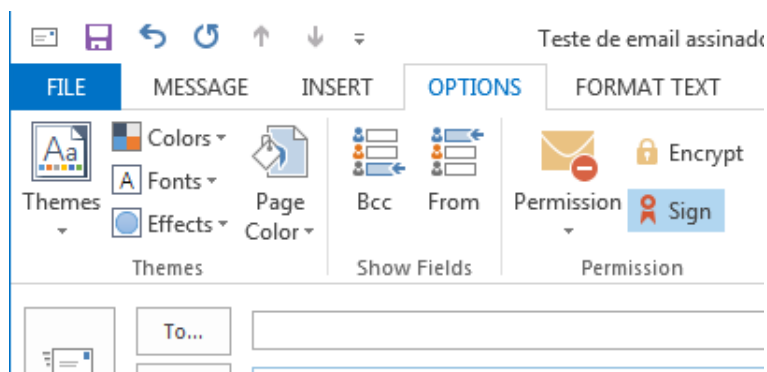 Teste de email assinado
FILE MESSAGE INSERT OPTIONS FORMAT TEXT
Aa Colors
A Fonts
Effects
Themes
Page
Color
Bcc From
Permission
Encrypt
Sign
Themes Show Fields Permission
To...